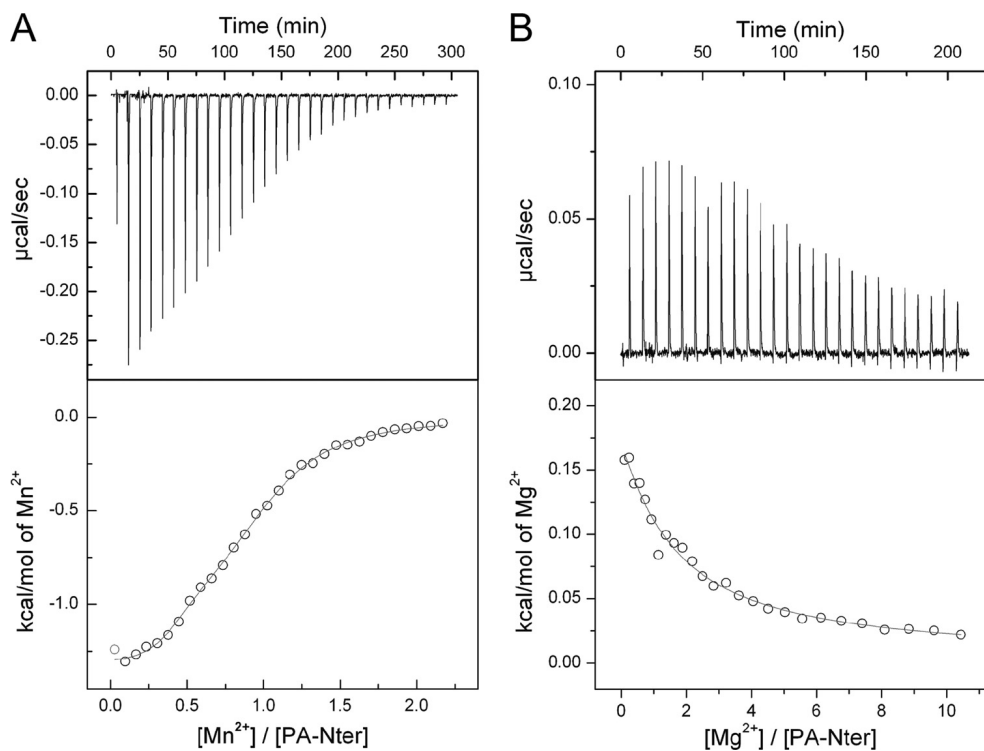 A
Time (min)
0 50 100 150 200 250 300
0.00
-0.05
-0.10
-0.15
-0.20
-0.25
µcal/sec
0.0
-0.5
-1.0
kcal/mol of Mn²⁺
0.0 0.5 1.0 1.5 2.0
[Mn²⁺] / [PA-Nter]
B
Time (min)
0 50 100 150 200
0.10
0.05
0.00
µcal/sec
0.20
0.15
0.10
0.05
0.00
kcal/mol of Mg²⁺
0 2 4 6 8 10
[Mg²⁺] / [PA-Nter]